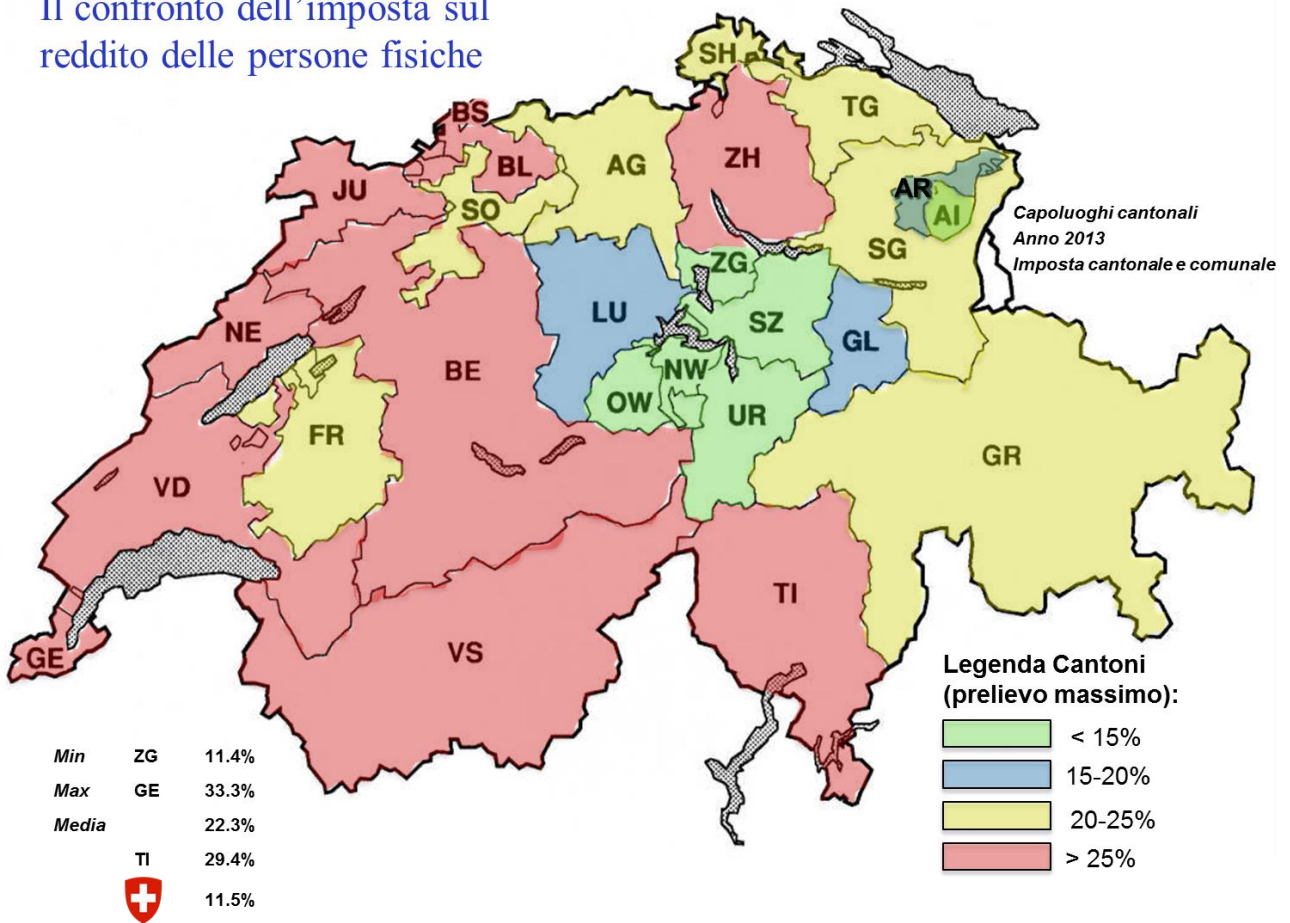 Il confronto dell'imposta sul
reddito delle persone fisiche
SH
BS
TG
BL
AG
ZH
JU
AR
SO
AI
Capoluoghi cantonali
Anno 2013
Imposta cantonale e comunale
SG
ZG
LU
SZ
NE
GL
BE
NW
OW
UR
FR
GR
VD
TI
VS
GE
Legenda Cantoni
(prelievo massimo):
< 15%
15-20%
20-25%
> 25%
Min ZG 11.4%
Max GE 33.3%
Media 22.3%
TI 29.4%
11.5%